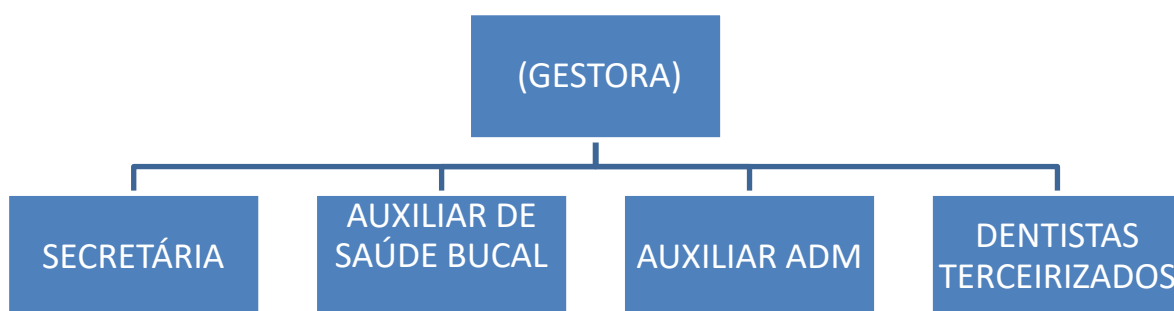 (GESTORA)
SECRETÁRIA
AUXILIAR DE
SAÚDE BUCAL
AUXILIAR ADM
DENTISTAS
TERCEIRIZADOS